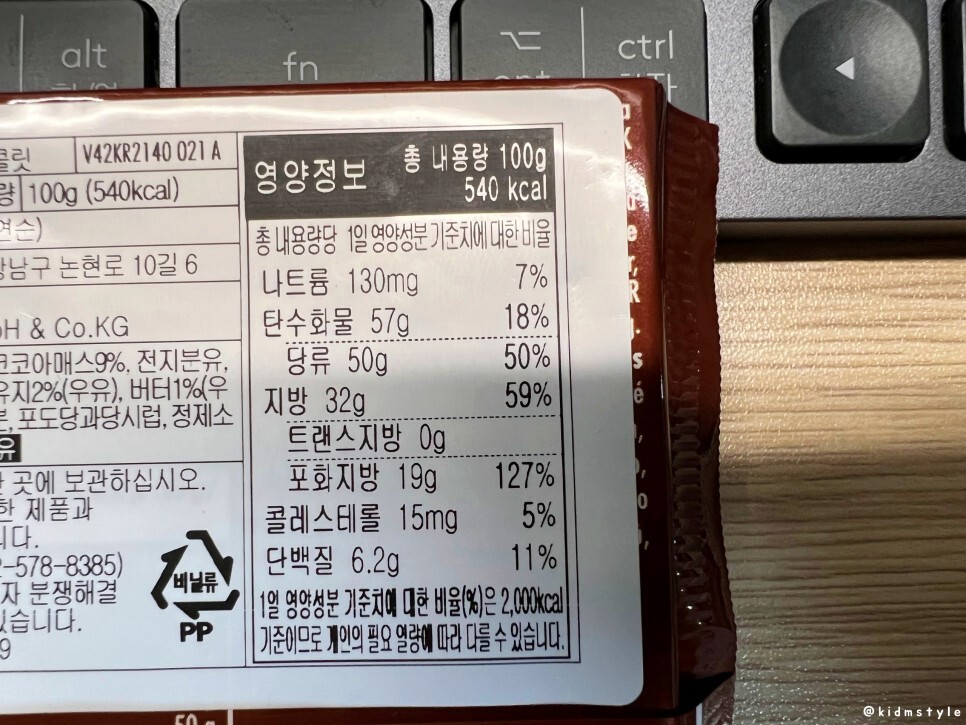 alt
fn
ctrl
V42KR2140 021 A
100g (540kcal)
강남구 논현로 10길 6
H & Co.KG
코코아매스9%, 전지분유,
유지2%(우유), 버터1%(우
포도당과당시럽, 정제소
곳에 보관하십시오.
한 제품과
니다.
-578-8385)
자 분쟁해결
있습니다.
9
비닐류
PP
영양정보
총 내용량 100g
540 kcal
총 내용량당 1일 영양성분 기준치에 대한 비율
나트륨 130mg 7%
탄수화물 57g 18%
당류 50g 50%
지방 32g 59%
트랜스지방 0g
포화지방 19g 127%
콜레스테롤 15mg 5%
단백질 6.2g 11%
1일 영양성분 기준치에 대한 비율(%)은 2,000kcal
기준이므로 개인의 필요 열량에 따라 다를 수 있습니다.
@kidmstyle